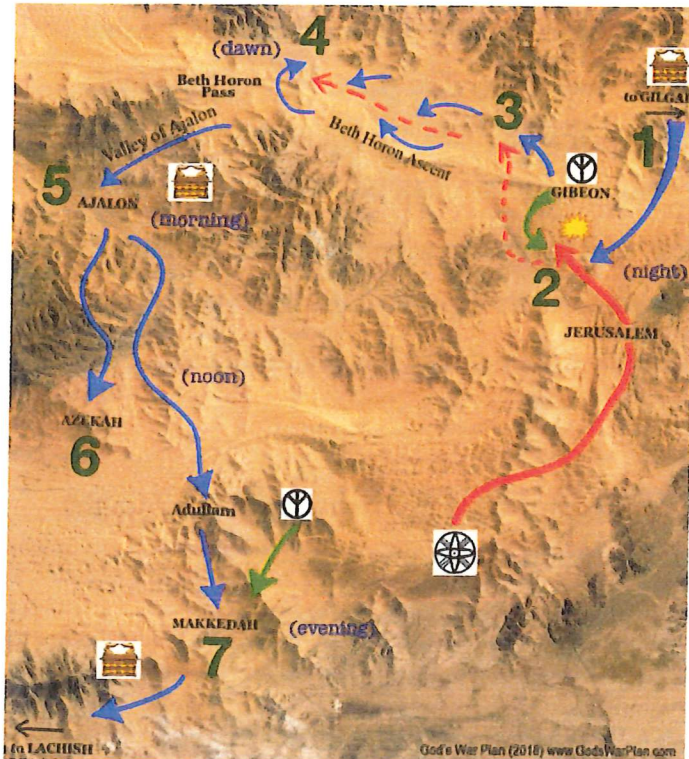 4
(dawn)
Beth Horon
Pass
3
to GILGAL
1
Valley of Ajalon
Beth Horon Ascent
5
AJALON
(morning)
GIBEON
2
(night)
JERUSALEM
(noon)
AZEKAH
6
Adullam
MAKKEDAH
(evening)
7
to LACHISH
God's War Plan (2018) www.GodsWarPlan.com